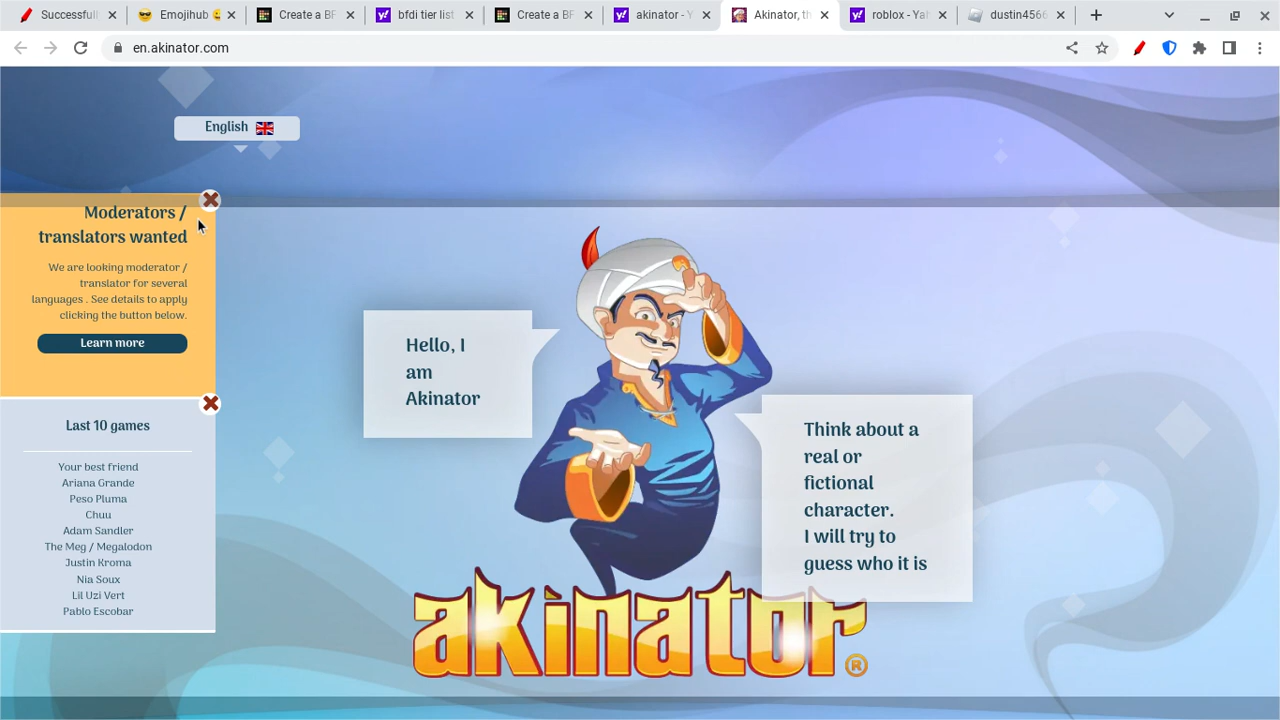 Successfull
Emojihub
Create a BF
bfdi tier list
Create a BF
akinator - Y
Akinator, th
roblox - Ya
dustin4566
en.akinator.com
English
Moderators /
translators wanted
We are looking moderator /
translator for several
languages . See details to apply
clicking the button below.
Learn more
Last 10 games
Your best friend
Ariana Grande
Peso Pluma
Chuu
Adam Sandler
The Meg / Megalodon
Justin Kroma
Nia Soux
Lil Uzi Vert
Pablo Escobar
Hello, I
am
Akinator
Think about a
real or
fictional
character.
I will try to
guess who it is
akinator®